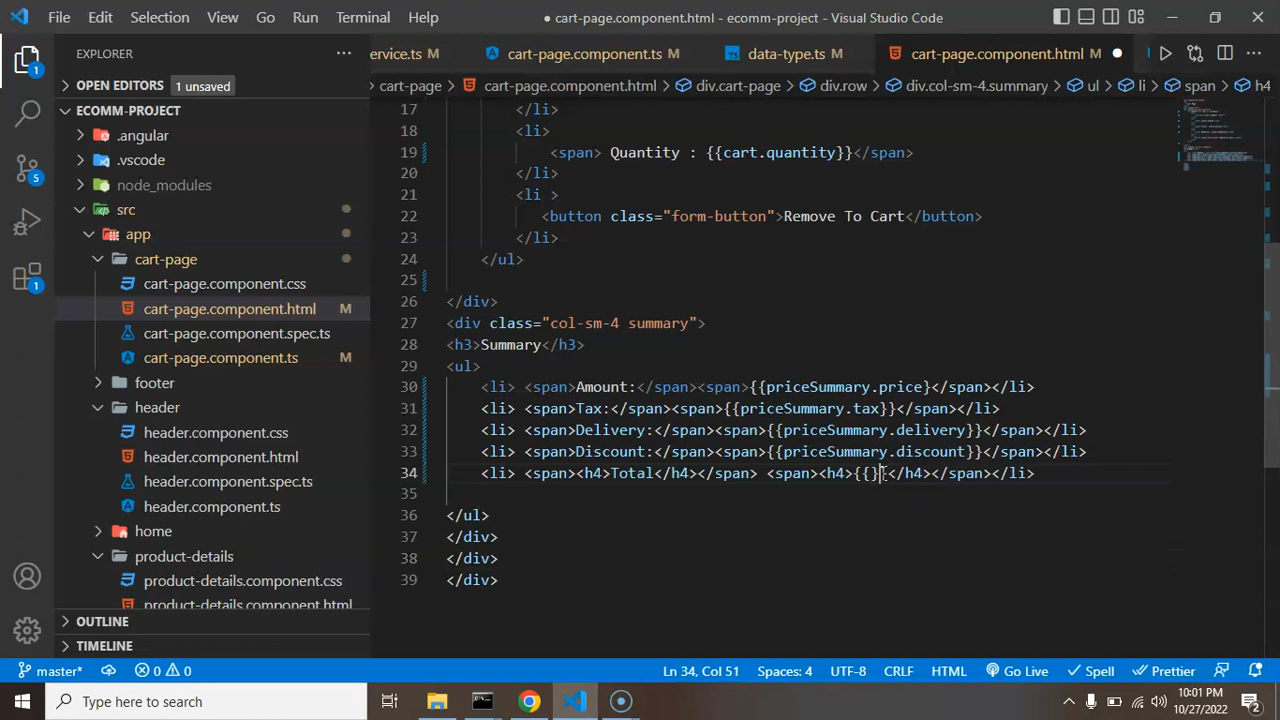 File Edit Selection View Go Run Terminal Help
● cart-page.component.html - ecomm-project - Visual Studio Code
EXPLORER
ervice.ts M
cart-page.component.ts M
data-type.ts M
cart-page.component.html M
OPEN EDITORS 1 unsaved
cart-page > cart-page.component.html > div.cart-page > div.row > div.col-sm-4.summary > ul > li > span > h4
ECOMM-PROJECT
.angular
.vscode
node_modules
src
app
cart-page
cart-page.component.css
cart-page.component.html M
cart-page.component.spec.ts
cart-page.component.ts M
footer
header
header.component.css
header.component.html
header.component.spec.ts
header.component.ts
home
product-details
product-details.component.css
product-details.component.html
OUTLINE
TIMELINE
1
5
1
17 </li>
18 <li>
19 <span> Quantity : {{cart.quantity}}</span>
20 </li>
21 <li >
22 <button class="form-button">Remove To Cart</button>
23 </li>
24 </ul>
25
26 </div>
27 <div class="col-sm-4 summary">
28 <h3>Summary</h3>
29 <ul>
30 <li> <span>Amount:</span><span>{{priceSummary.price}</span></li>
31 <li> <span>Tax:</span><span>{{priceSummary.tax}}</span></li>
32 <li> <span>Delivery:</span><span>{{priceSummary.delivery}}</span></li>
33 <li> <span>Discount:</span><span>{{priceSummary.discount}}</span></li>
34 <li> <span><h4>Total</h4></span> <span><h4>{{}}</h4></span></li>
35
36 </ul>
37 </div>
38 </div>
39 </div>
master* 0 0 Ln 34, Col 51 Spaces: 4 UTF-8 CRLF HTML Go Live Spell Prettier
Type here to search
10:01 PM
10/27/2022
2